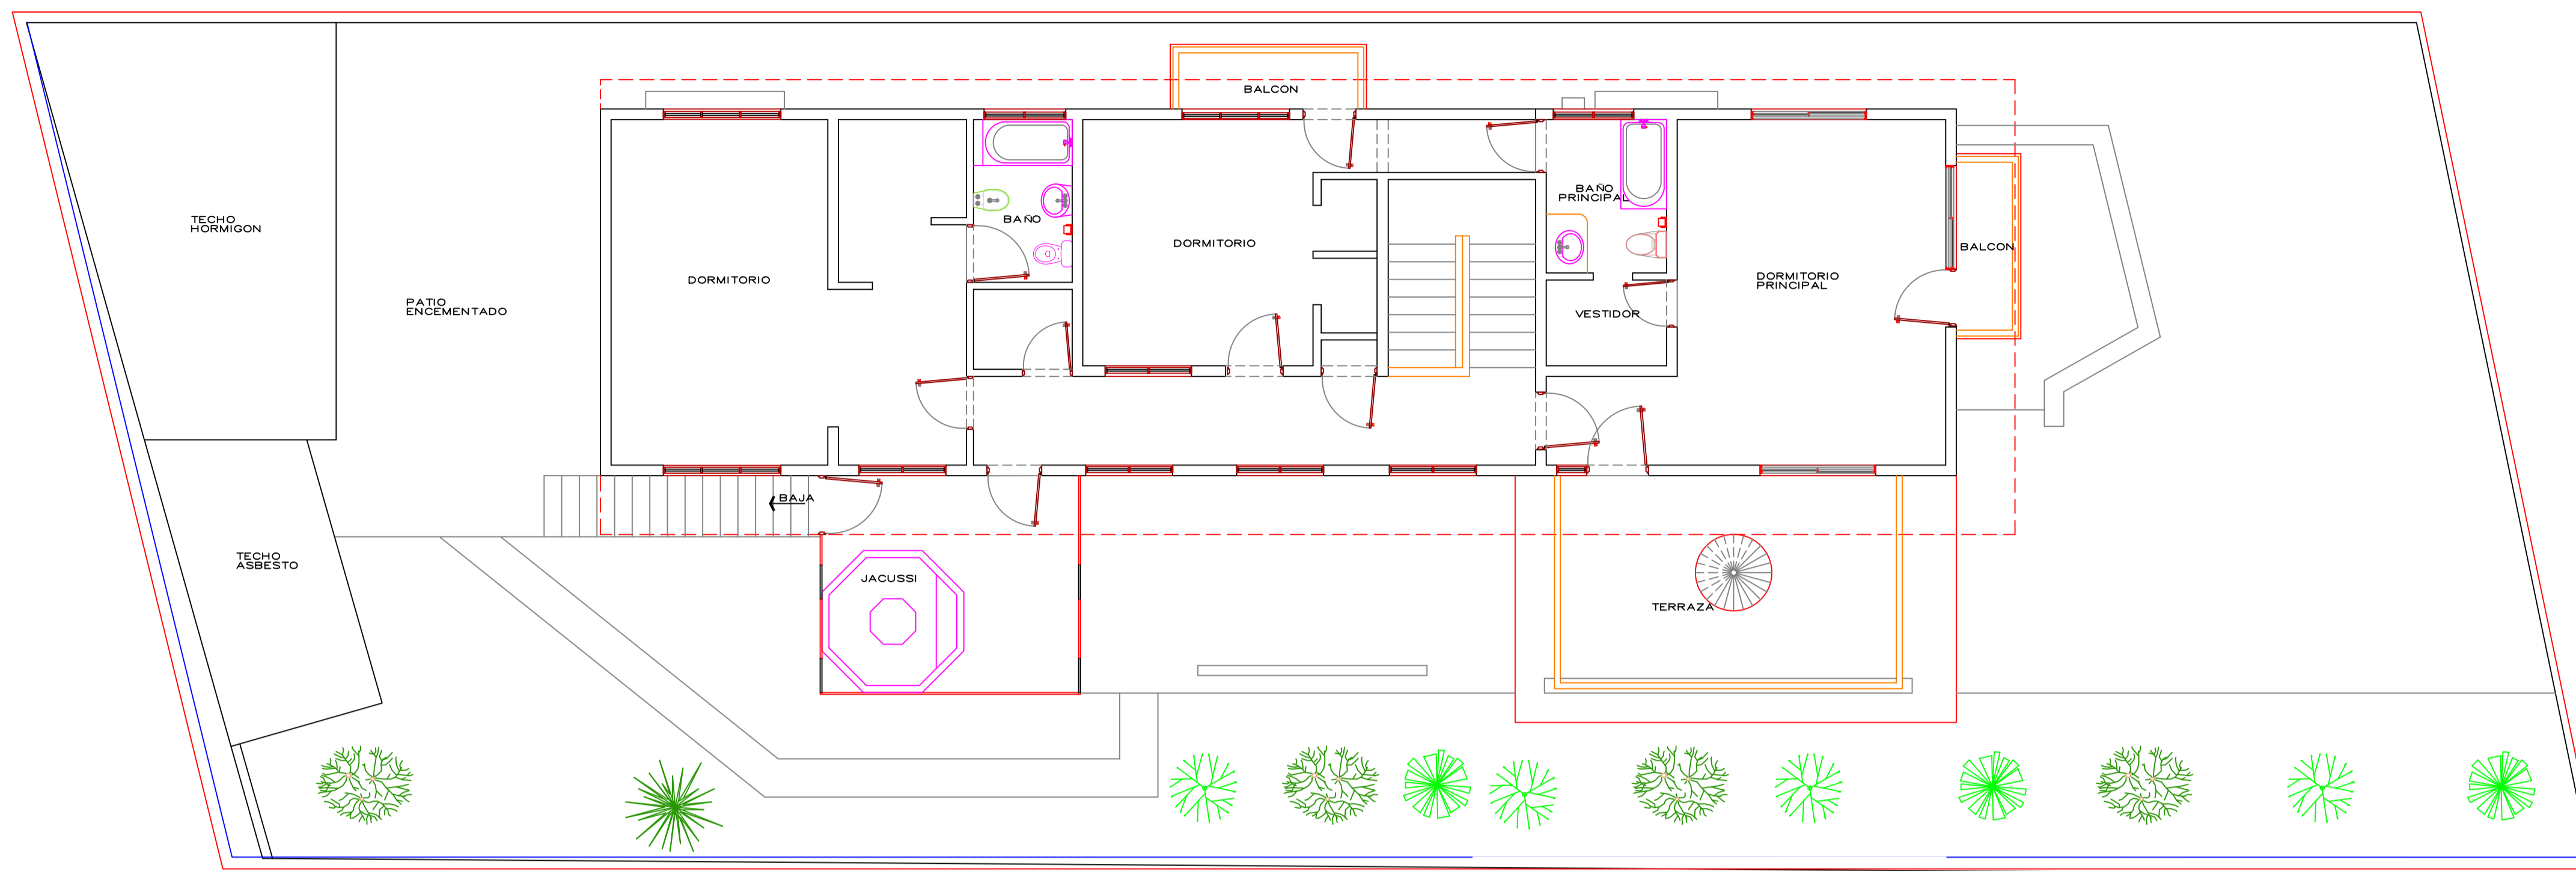 BALCON
TECHO
HORMIGON
BAÑO
BAÑO
PRINCIPAL
DORMITORIO
BALCON
DORMITORIO
DORMITORIO
PRINCIPAL
PATIO
ENCEMENTADO
VESTIDOR
BAJA
TECHO
ASBESTO
JACUSSI
TERRAZA